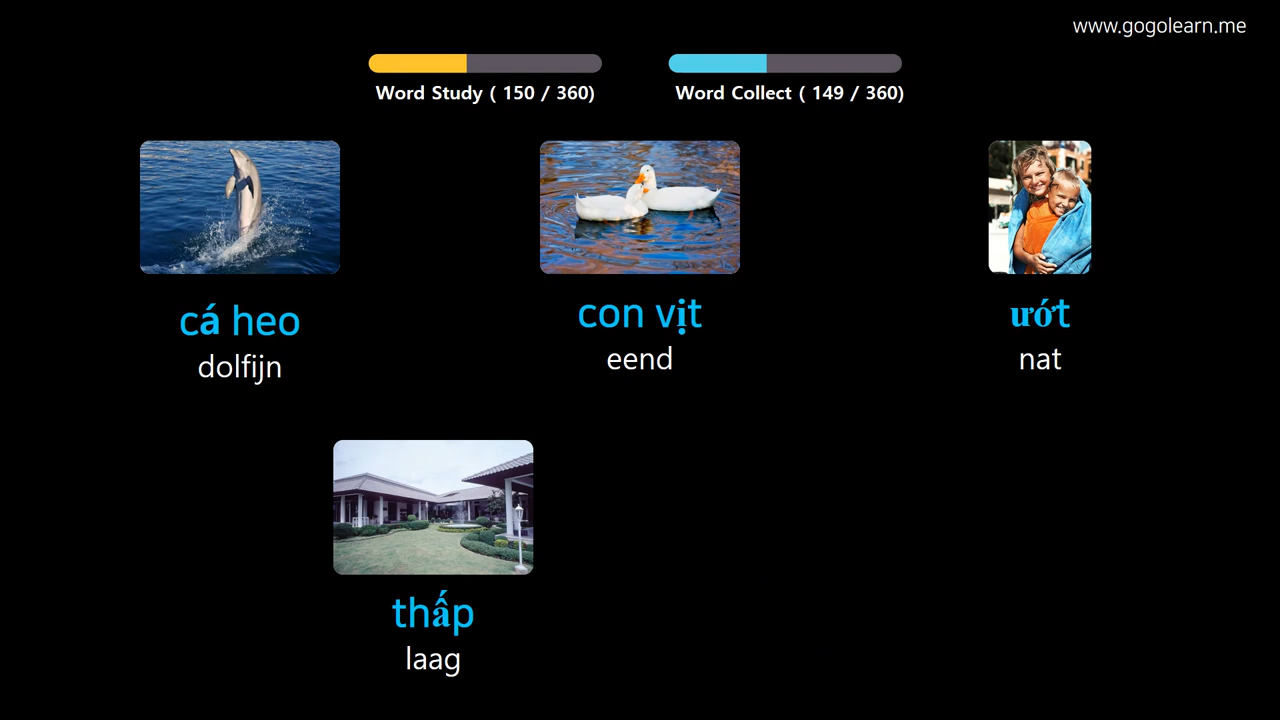 www.gogolearn.me
Word Study ( 150 / 360)
Word Collect ( 149 / 360)
cá heo
dolfijn
con vịt
eend
ướt
nat
thấp
laag